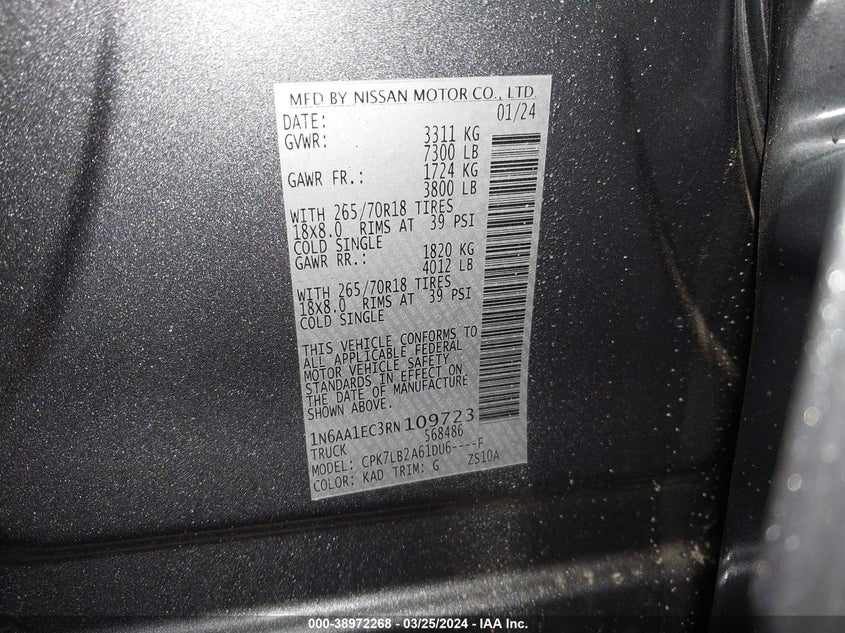 MFD BY NISSAN MOTOR CO., LTD.
DATE: 01/24
GVWR: 3311 KG
7300 LB
GAWR FR.: 1724 KG
3800 LB
WITH 265/70R18 TIRES
18X8.0 RIMS AT 39 PSI
COLD SINGLE
GAWR RR.: 1820 KG
4012 LB
WITH 265/70R18 TIRES
18X8.0 RIMS AT 39 PSI
COLD SINGLE
THIS VEHICLE CONFORMS TO
ALL APPLICABLE FEDERAL
MOTOR VEHICLE SAFETY
STANDARDS IN EFFECT ON
THE DATE OF MANUFACTURE
SHOWN ABOVE.
1N6AA1EC3RN109723
TRUCK 568486
MODEL: CPK7LB2A61DU6----F
COLOR: KAD TRIM: G ZS10A
000-38972268 - 03/25/2024 - IAA Inc.